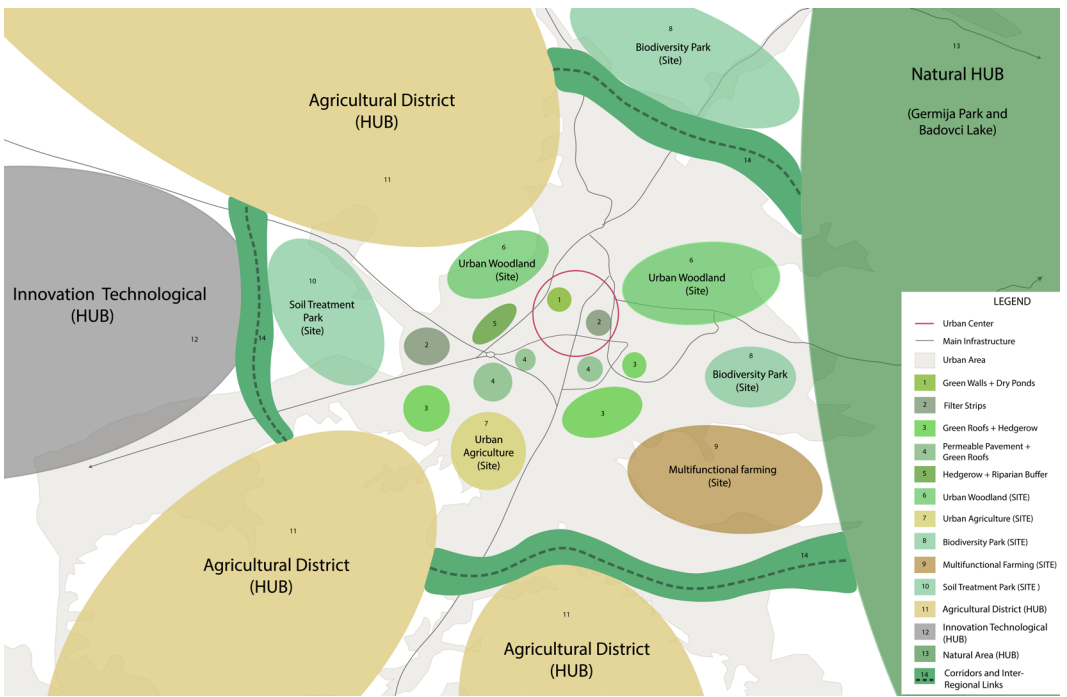 8
Biodiversity Park
(Site)
13
Natural HUB
(Germija Park and
Badovci Lake)
Agricultural District
(HUB)
11
14
6
Urban Woodland
(Site)
6
Urban Woodland
(Site)
10
Soil Treatment
Park
(Site)
Innovation Technological
(HUB)
12
14
1
2
5
2
4
4
4
3
3
3
8
Biodiversity Park
(Site)
7
Urban
Agriculture
(Site)
9
Multifunctional farming
(Site)
11
Agricultural District
(HUB)
14
11
Agricultural District
(HUB)
LEGEND
Urban Center
Main Infrastructure
Urban Area
1 Green Walls + Dry Ponds
2 Filter Strips
3 Green Roofs + Hedgerow
4 Permeable Pavement +
Green Roofs
5 Hedgerow + Riparian Buffer
6 Urban Woodland (SITE)
7 Urban Agriculture (SITE)
8 Biodiversity Park (SITE)
9 Multifunctional Farming (SITE)
10 Soil Treatment Park (SITE )
11 Agricultural District (HUB)
12 Innovation Technological
(HUB)
13 Natural Area (HUB)
14 Corridors and Inter-
Regional Links